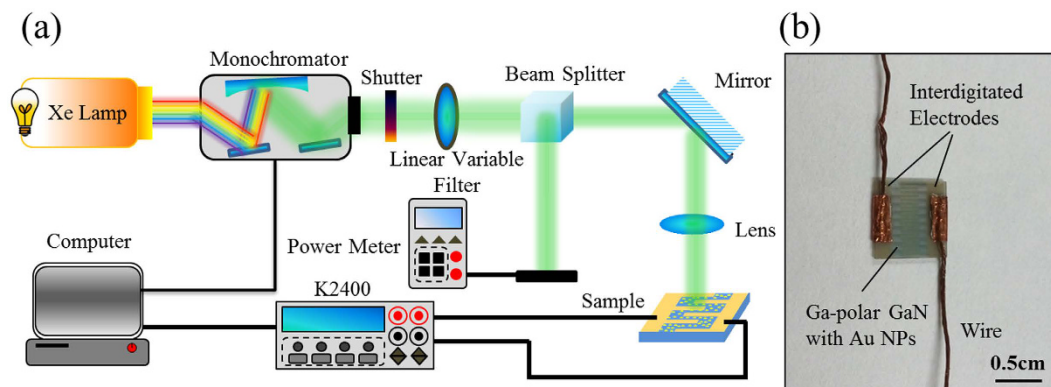 (a)
Monochromator
Xe Lamp
Shutter
Linear Variable
Filter
Beam Splitter
Mirror
Lens
Power Meter
Computer
K2400
Sample
(b)
Interdigitated
Electrodes
Ga-polar GaN
with Au NPs
Wire
0.5cm